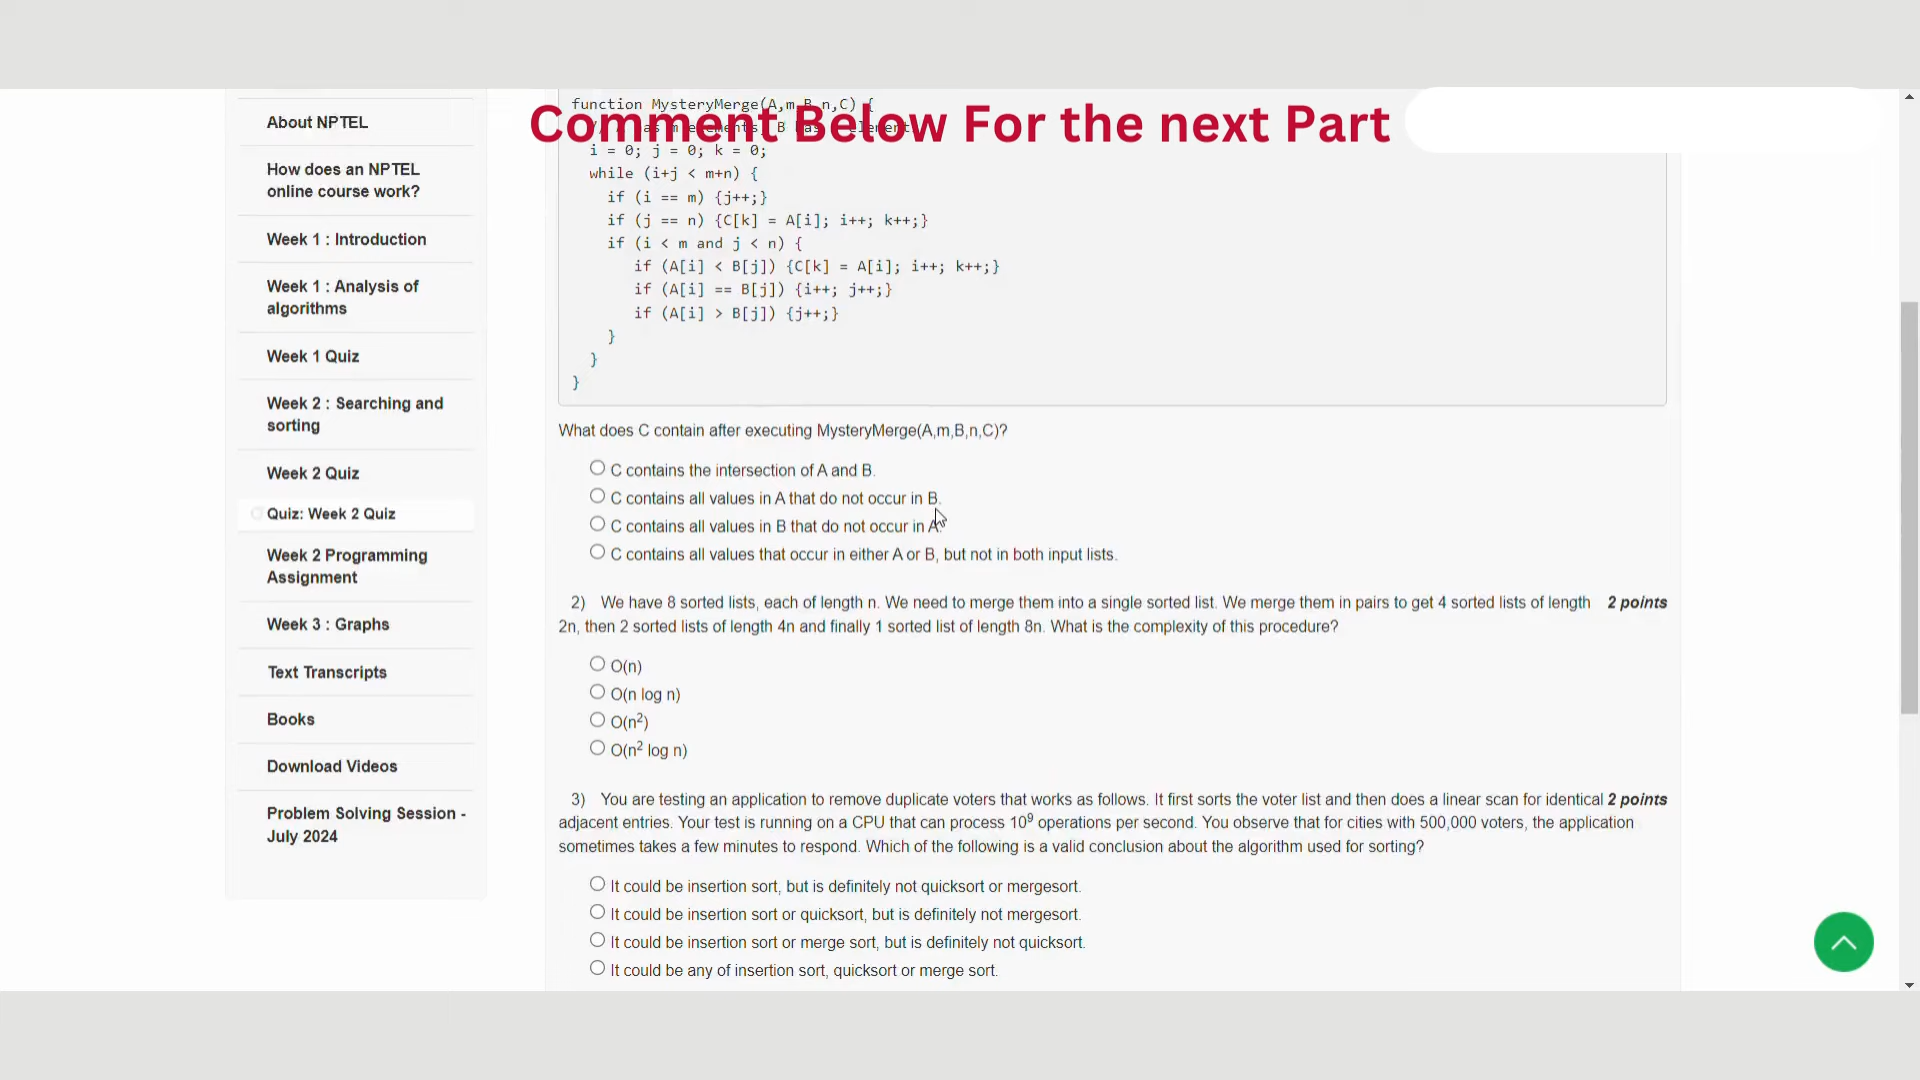 About NPTEL
How does an NPTEL
online course work?
Week 1 : Introduction
Week 1 : Analysis of
algorithms
Week 1 Quiz
Week 2 : Searching and
sorting
Week 2 Quiz
Quiz: Week 2 Quiz
Week 2 Programming
Assignment
Week 3 : Graphs
Text Transcripts
Books
Download Videos
Problem Solving Session -
July 2024
Comment Below For the next Part
function MysteryMerge(A,m,B,n,C) {
i = 0; j = 0; k = 0;
while (i+j < m+n) {
if (i == m) {j++;}
if (j == n) {C[k] = A[i]; i++; k++;}
if (i < m and j < n) {
if (A[i] < B[j]) {C[k] = A[i]; i++; k++;}
if (A[i] == B[j]) {i++; j++;}
if (A[i] > B[j]) {j++;}
}
}
}
What does C contain after executing MysteryMerge(A,m,B,n,C)?
C contains the intersection of A and B.
C contains all values in A that do not occur in B.
C contains all values in B that do not occur in A.
C contains all values that occur in either A or B, but not in both input lists.
2) We have 8 sorted lists, each of length n. We need to merge them into a single sorted list. We merge them in pairs to get 4 sorted lists of length 2 points
2n, then 2 sorted lists of length 4n and finally 1 sorted list of length 8n. What is the complexity of this procedure?
O(n)
O(n log n)
O(n²)
O(n² log n)
3) You are testing an application to remove duplicate voters that works as follows. It first sorts the voter list and then does a linear scan for identical 2 points
adjacent entries. Your test is running on a CPU that can process 10⁹ operations per second. You observe that for cities with 500,000 voters, the application
sometimes takes a few minutes to respond. Which of the following is a valid conclusion about the algorithm used for sorting?
It could be insertion sort, but is definitely not quicksort or mergesort.
It could be insertion sort or quicksort, but is definitely not mergesort.
It could be insertion sort or merge sort, but is definitely not quicksort.
It could be any of insertion sort, quicksort or merge sort.